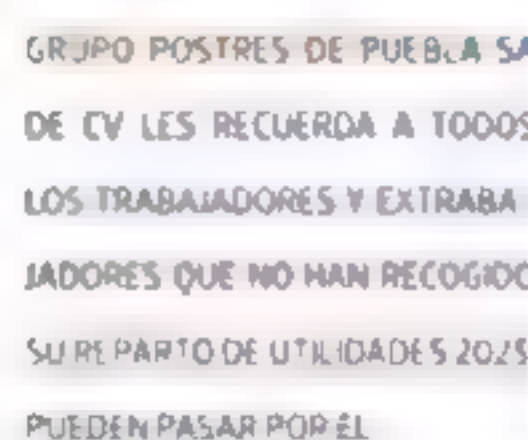 GRUPO POSTRES DE PUEBLA SA
DE CV LES RECUERDA A TODOS
LOS TRABAJADORES Y EXTRABA
JADORES QUE NO HAN RECOGIDO
SU REPARTO DE UTILIDADES 2025
PUEDEN PASAR POR ÉL